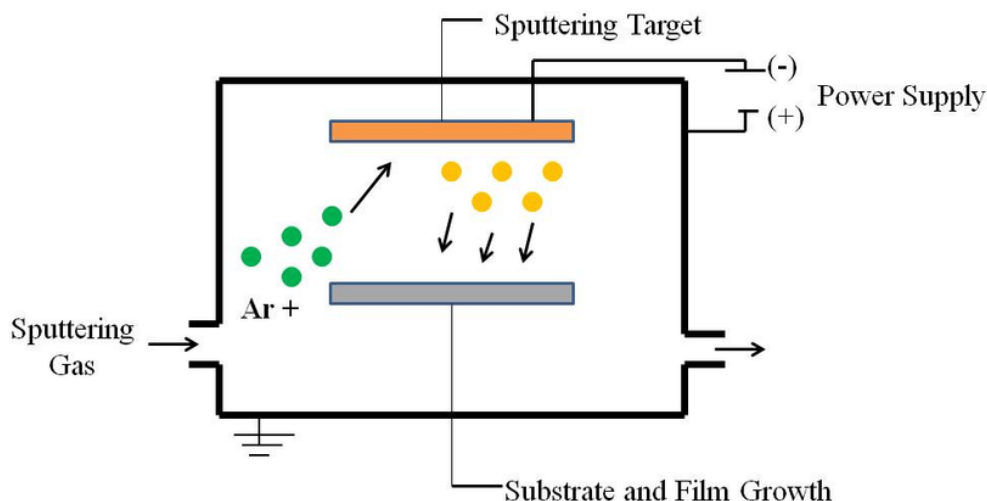 Sputtering Target
(-)
Power Supply
(+)
Ar +
Sputtering
Gas
Substrate and Film Growth